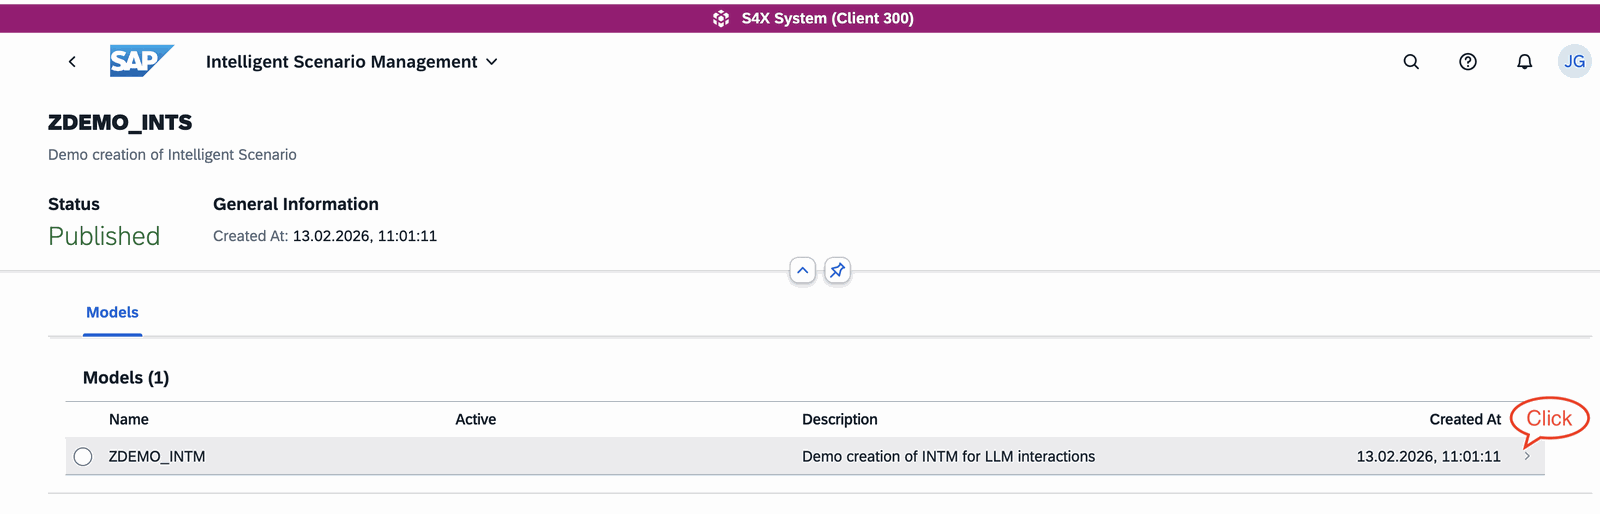 S4X System (Client 300)
SAP Intelligent Scenario Management JG
ZDEMO_INTS
Demo creation of Intelligent Scenario
Status General Information
Published Created At: 13.02.2026, 11:01:11
Models
Models (1)
Name Active Description Created At Click
ZDEMO_INTM Demo creation of INTM for LLM interactions 13.02.2026, 11:01:11